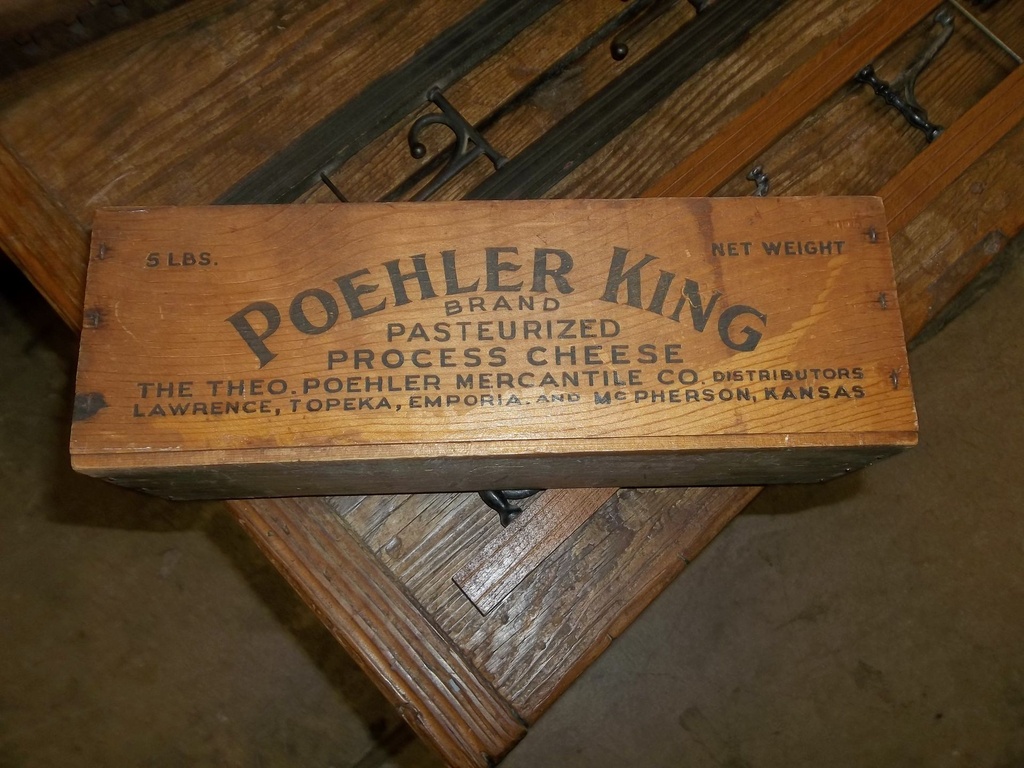 5 LBS. NET WEIGHT
POEHLER KING
BRAND
PASTEURIZED
PROCESS CHEESE
THE THEO. POEHLER MERCANTILE CO. DISTRIBUTORS
LAWRENCE, TOPEKA, EMPORIA. AND McPHERSON, KANSAS